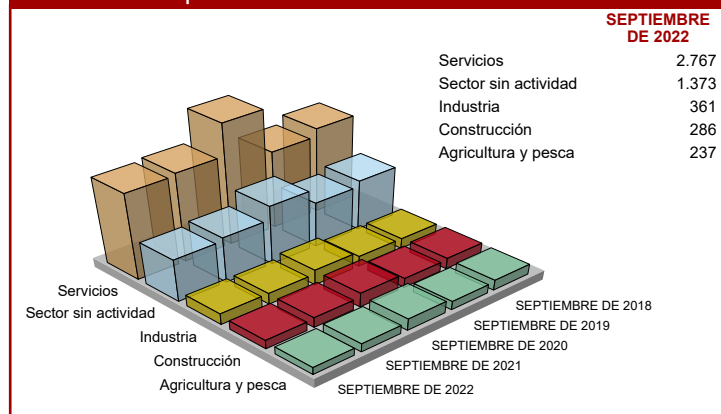 SEPTIEMBRE
DE 2022
Servicios 2.767
Sector sin actividad 1.373
Industria 361
Construcción 286
Agricultura y pesca 237
Servicios
Sector sin actividad
Industria
Construcción
Agricultura y pesca
SEPTIEMBRE DE 2018
SEPTIEMBRE DE 2019
SEPTIEMBRE DE 2020
SEPTIEMBRE DE 2021
SEPTIEMBRE DE 2022